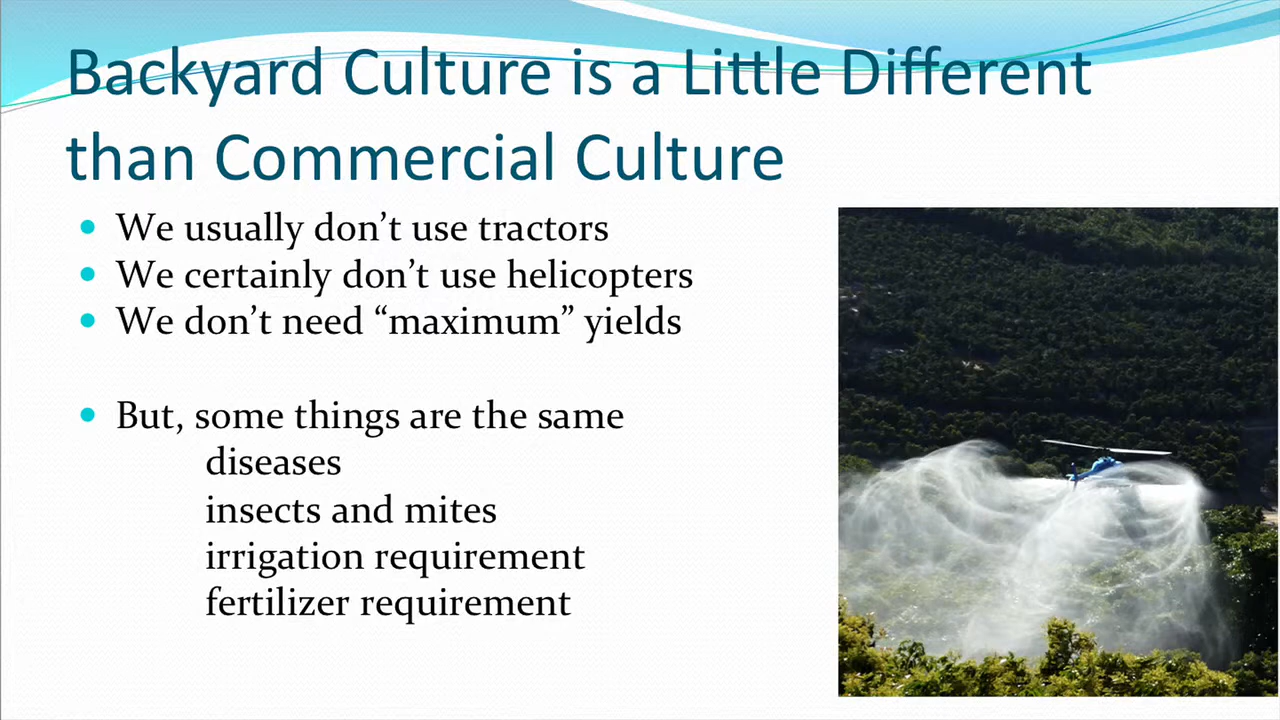 Backyard Culture is a Little Different
than Commercial Culture
• We usually don’t use tractors
• We certainly don’t use helicopters
• We don’t need “maximum” yields
• But, some things are the same
diseases
insects and mites
irrigation requirement
fertilizer requirement